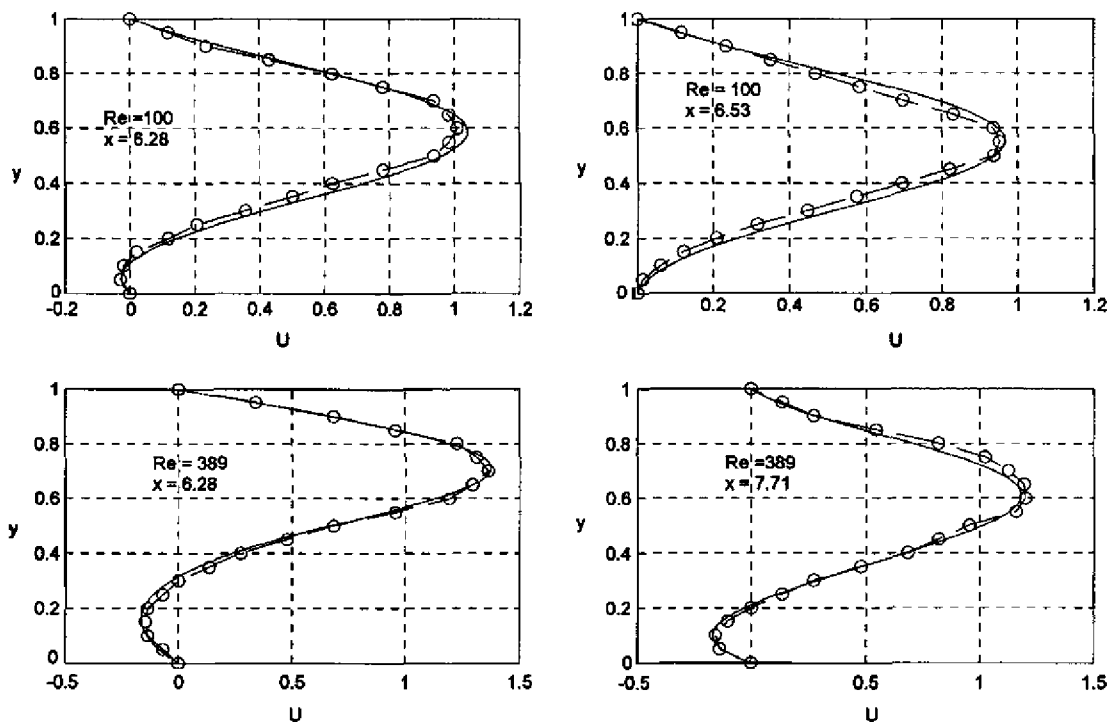 1
0.8
0.6
0.4
0.2
0
y
Re =100
x = 6.28
-0.2 0 0.2 0.4 0.6 0.8 1 1.2
U
1
0.8
0.6
0.4
0.2
0
y
Re = 100
x = 6.53
0.2 0.4 0.6 0.8 1 1.2
U
1
0.8
0.6
0.4
0.2
0
y
Re = 389
x = 6.28
-0.5 0 0.5 1 1.5
U
1
0.8
0.6
0.4
0.2
0
y
Re =389
x = 7.71
-0.5 0 0.5 1 1.5
U